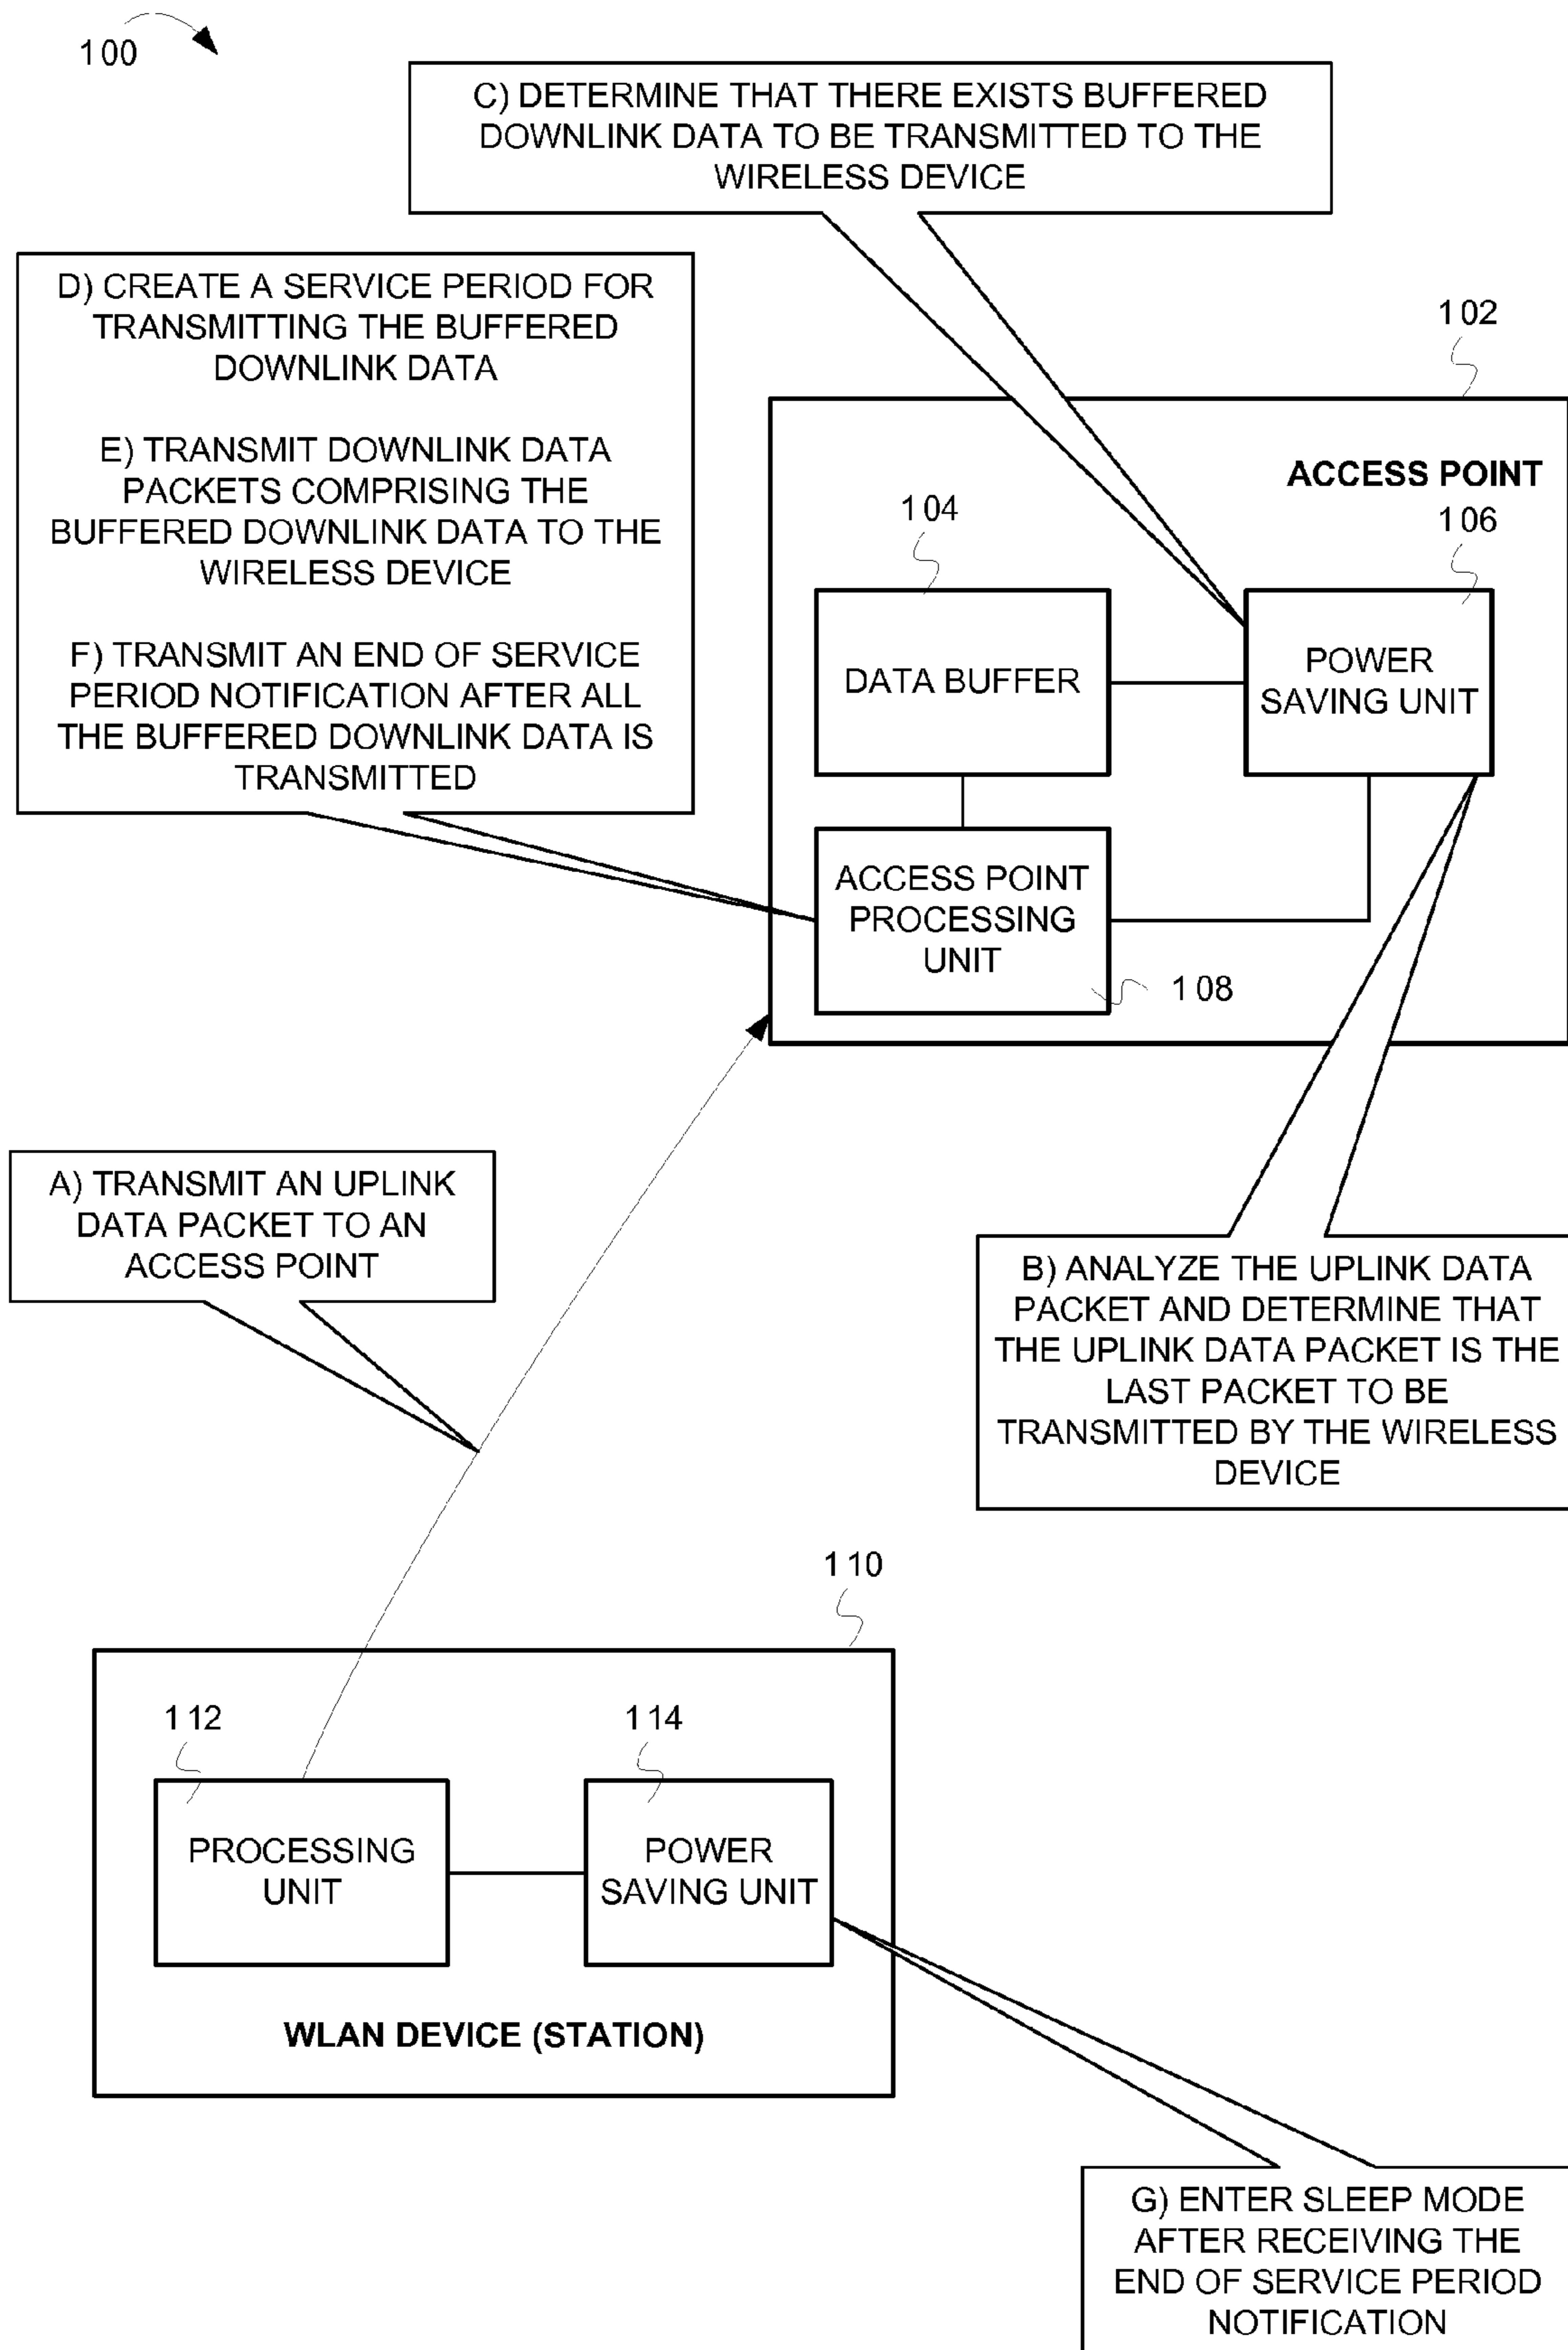 100
C) DETERMINE THAT THERE EXISTS BUFFERED
DOWNLINK DATA TO BE TRANSMITTED TO THE
WIRELESS DEVICE
D) CREATE A SERVICE PERIOD FOR
TRANSMITTING THE BUFFERED
DOWNLINK DATA
E) TRANSMIT DOWNLINK DATA
PACKETS COMPRISING THE
BUFFERED DOWNLINK DATA TO THE
WIRELESS DEVICE
F) TRANSMIT AN END OF SERVICE
PERIOD NOTIFICATION AFTER ALL
THE BUFFERED DOWNLINK DATA IS
TRANSMITTED
102
ACCESS POINT
104
106
DATA BUFFER
POWER
SAVING UNIT
ACCESS POINT
PROCESSING
UNIT
108
A) TRANSMIT AN UPLINK
DATA PACKET TO AN
ACCESS POINT
B) ANALYZE THE UPLINK DATA
PACKET AND DETERMINE THAT
THE UPLINK DATA PACKET IS THE
LAST PACKET TO BE
TRANSMITTED BY THE WIRELESS
DEVICE
110
112
114
PROCESSING
UNIT
POWER
SAVING UNIT
WLAN DEVICE (STATION)
G) ENTER SLEEP MODE
AFTER RECEIVING THE
END OF SERVICE PERIOD
NOTIFICATION